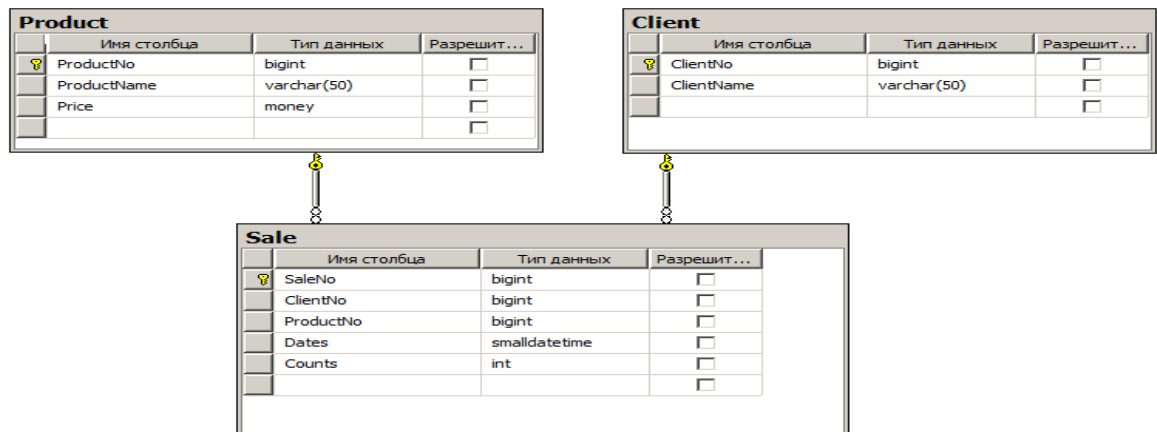 Product
Имя столбца Тип данных Разрешит...
ProductNo bigint
ProductName varchar(50)
Price money
Client
Имя столбца Тип данных Разрешит...
ClientNo bigint
ClientName varchar(50)
Sale
Имя столбца Тип данных Разрешит...
SaleNo bigint
ClientNo bigint
ProductNo bigint
Dates smalldatetime
Counts int